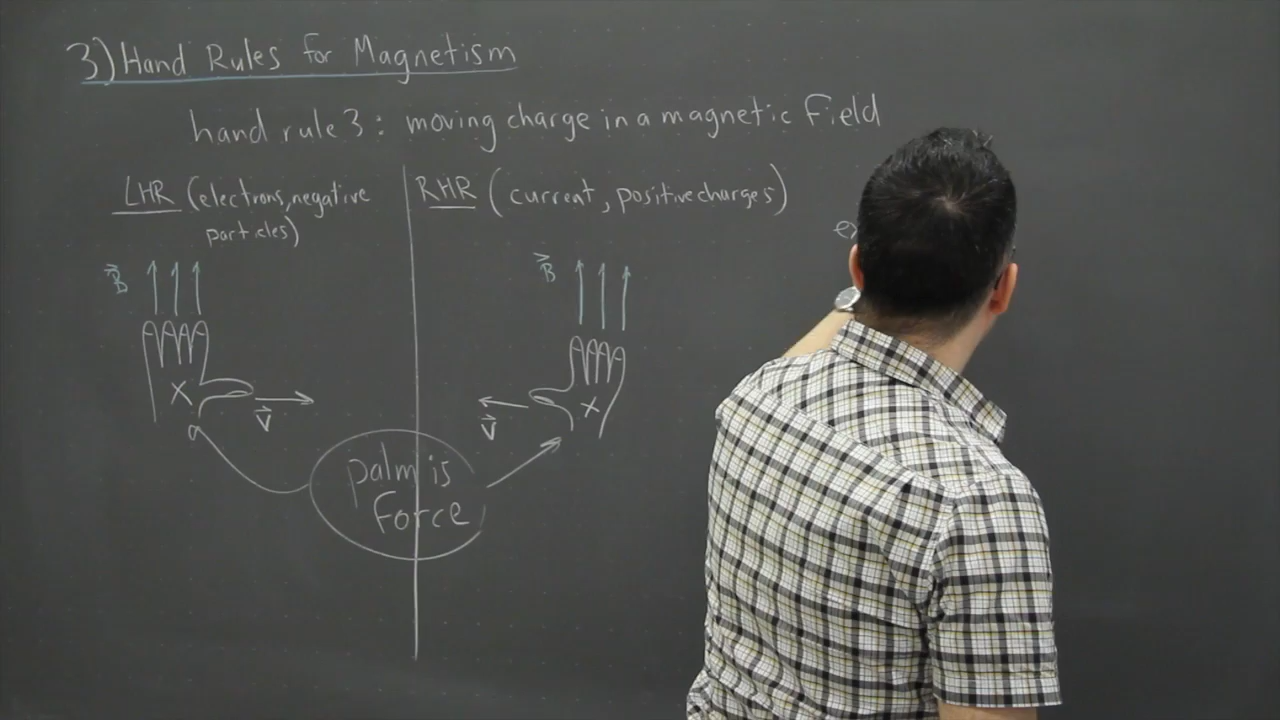 3) Hand Rules for Magnetism
hand rule 3: moving charge in a magnetic field
LHR (electrons, negative
particles)
RHR (current, positive charges)
B
V
X
B
V
X
palm is
force